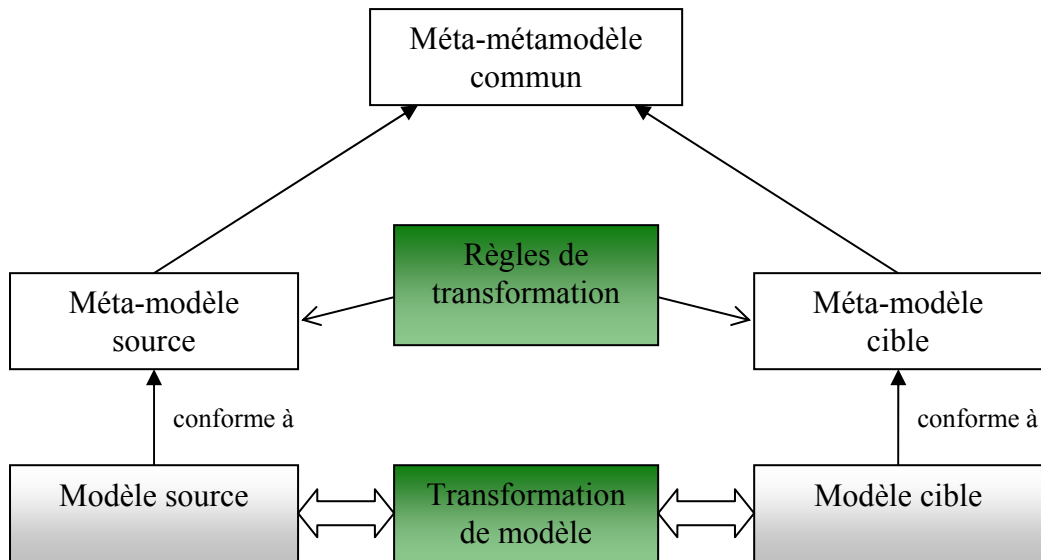 Méta-métamodèle
commun
Règles de
transformation
Méta-modèle
source
Méta-modèle
cible
conforme à
conforme à
Modèle source
Transformation
de modèle
Modèle cible